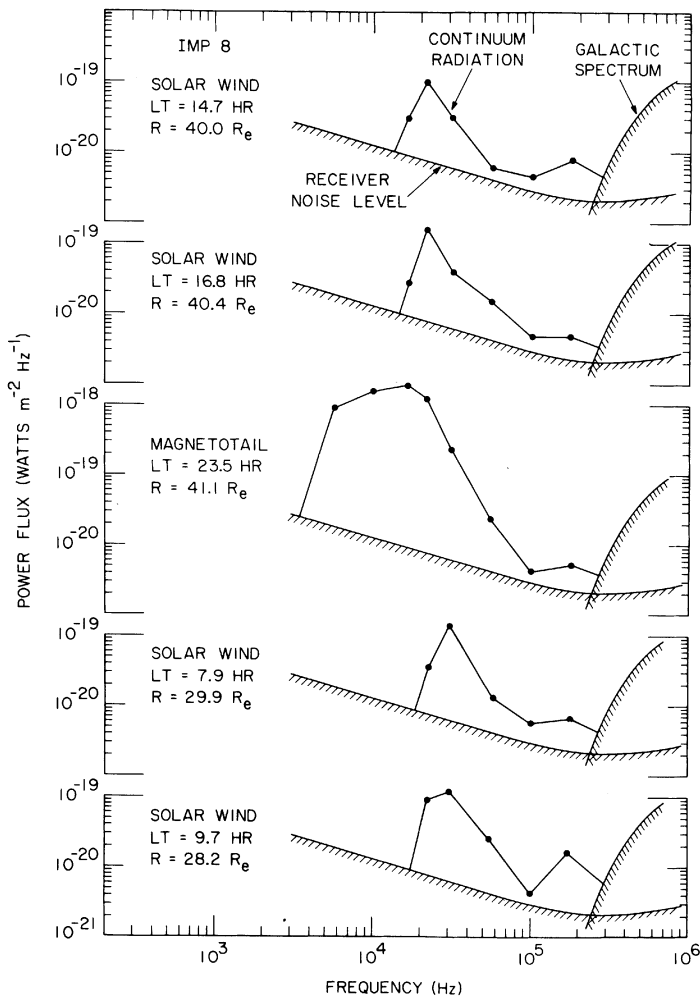 IMP 8
CONTINUUM
RADIATION
GALACTIC
SPECTRUM
10⁻¹⁹
SOLAR WIND
LT = 14.7 HR
R = 40.0 Rₑ
10⁻²⁰
RECEIVER
NOISE LEVEL
10⁻¹⁹
SOLAR WIND
LT = 16.8 HR
R = 40.4 Rₑ
10⁻²⁰
10⁻¹⁸
MAGNETOTAIL
LT = 23.5 HR
R = 41.1 Rₑ
10⁻¹⁹
10⁻²⁰
10⁻¹⁹
SOLAR WIND
LT = 7.9 HR
R = 29.9 Rₑ
10⁻²⁰
10⁻¹⁹
SOLAR WIND
LT = 9.7 HR
R = 28.2 Rₑ
10⁻²⁰
10⁻²¹
POWER FLUX (WATTS m⁻² Hz⁻¹)
10³ 10⁴ 10⁵ 10⁶
FREQUENCY (Hz)